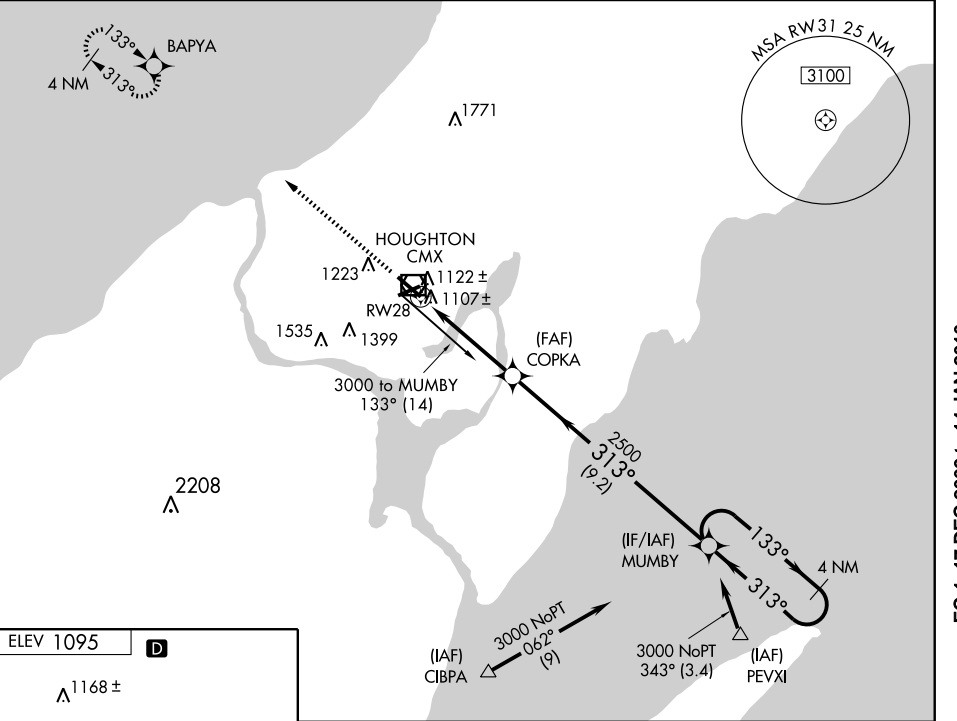 133°
BAPYA
4 NM
313°
MSA RW31 25 NM
3100
1771
HOUGHTON
CMX
1223
1122 ±
1107 ±
RW28
1535
1399
(FAF)
COPKA
3000 to MUMBY
133° (14)
2500
313°
(9.2)
2208
(IF/IAF)
MUMBY
133°
4 NM
313°
3000 NoPT
062°
(9)
(IAF)
CIBPA
3000 NoPT
343° (3.4)
(IAF)
PEVXI
ELEV 1095
D
1168 ±